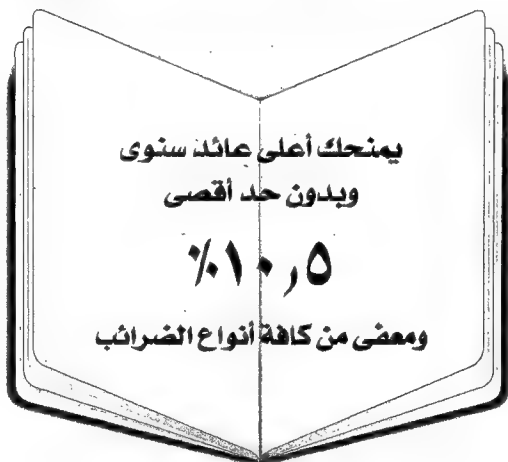 يمنحك أعلى عائد سنوى
وبدون حد أقصى
١٠٫٥٪
ومعفى من كافة أنواع الضرائب